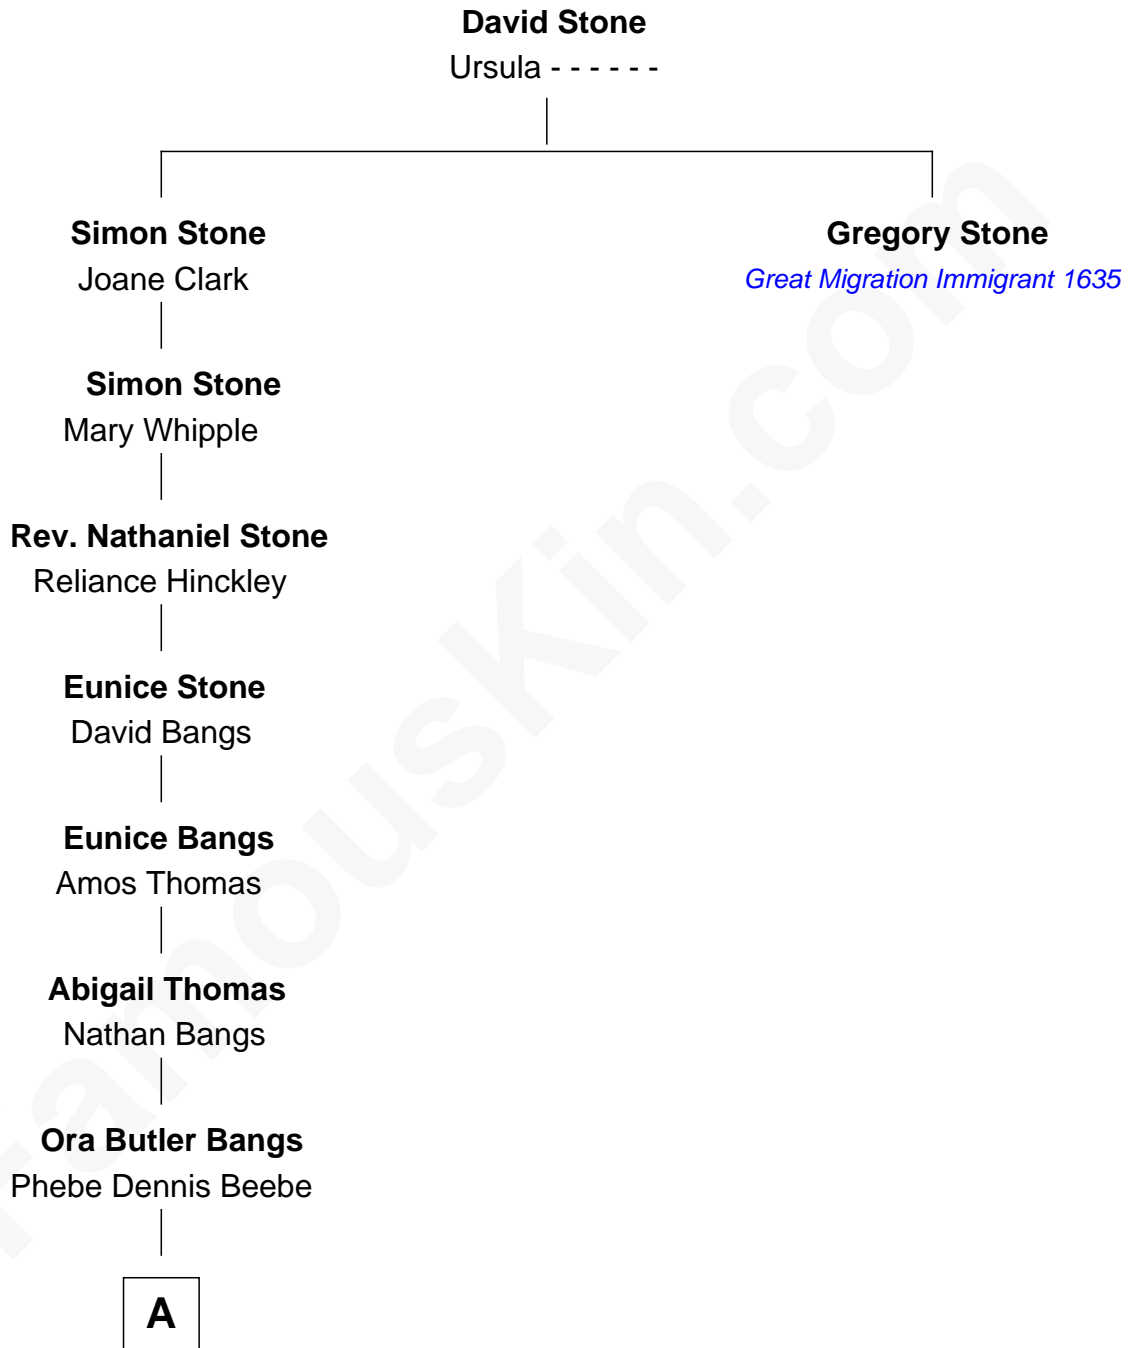 David Stone
Ursula - - - - - -
Simon Stone
Joane Clark
Gregory Stone
Great Migration Immigrant 1635
Simon Stone
Mary Whipple
Rev. Nathaniel Stone
Reliance Hinckley
Eunice Stone
David Bangs
Eunice Bangs
Amos Thomas
Abigail Thomas
Nathan Bangs
Ora Butler Bangs
Phebe Dennis Beebe
A
FamousKin.com